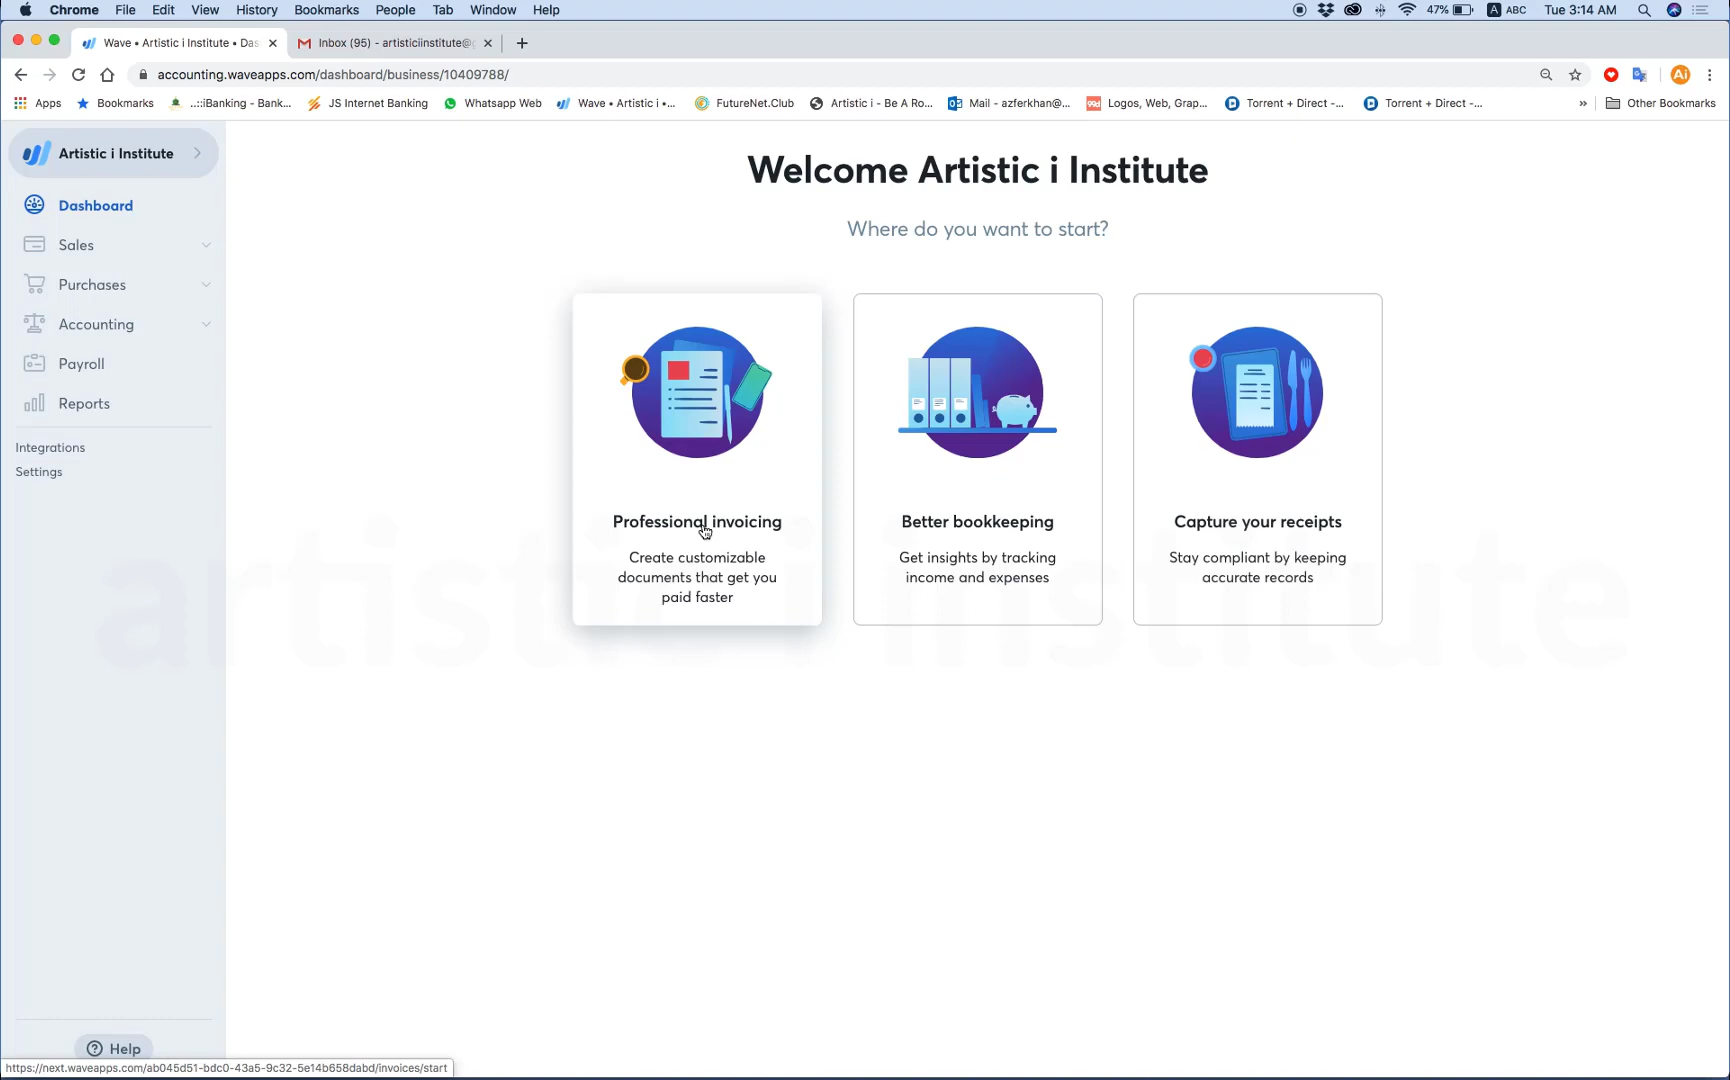 Chrome File Edit View History Bookmarks People Tab Window Help 47% A ABC Tue 3:14 AM
Wave • Artistic i Institute • Das Inbox (95) - artisticiinstitute@g
accounting.waveapps.com/dashboard/business/10409788/ Ai
Apps Bookmarks ..::iBanking - Bank... JS Internet Banking Whatsapp Web Wave • Artistic i •... FutureNet.Club Artistic i - Be A Ro... Mail - azferkhan@... 99d Logos, Web, Grap... Torrent + Direct -... Torrent + Direct -... » Other Bookmarks
Artistic i Institute
Dashboard
Sales
Purchases
Accounting
Payroll
Reports
Integrations
Settings
Welcome Artistic i Institute
Where do you want to start?
Professional invoicing
Create customizable
documents that get you
paid faster
Better bookkeeping
Get insights by tracking
income and expenses
Capture your receipts
Stay compliant by keeping
accurate records
artistic i institute
? Help
https://next.waveapps.com/ab045d51-bdc0-43a5-9c32-5e14b658dabd/invoices/start